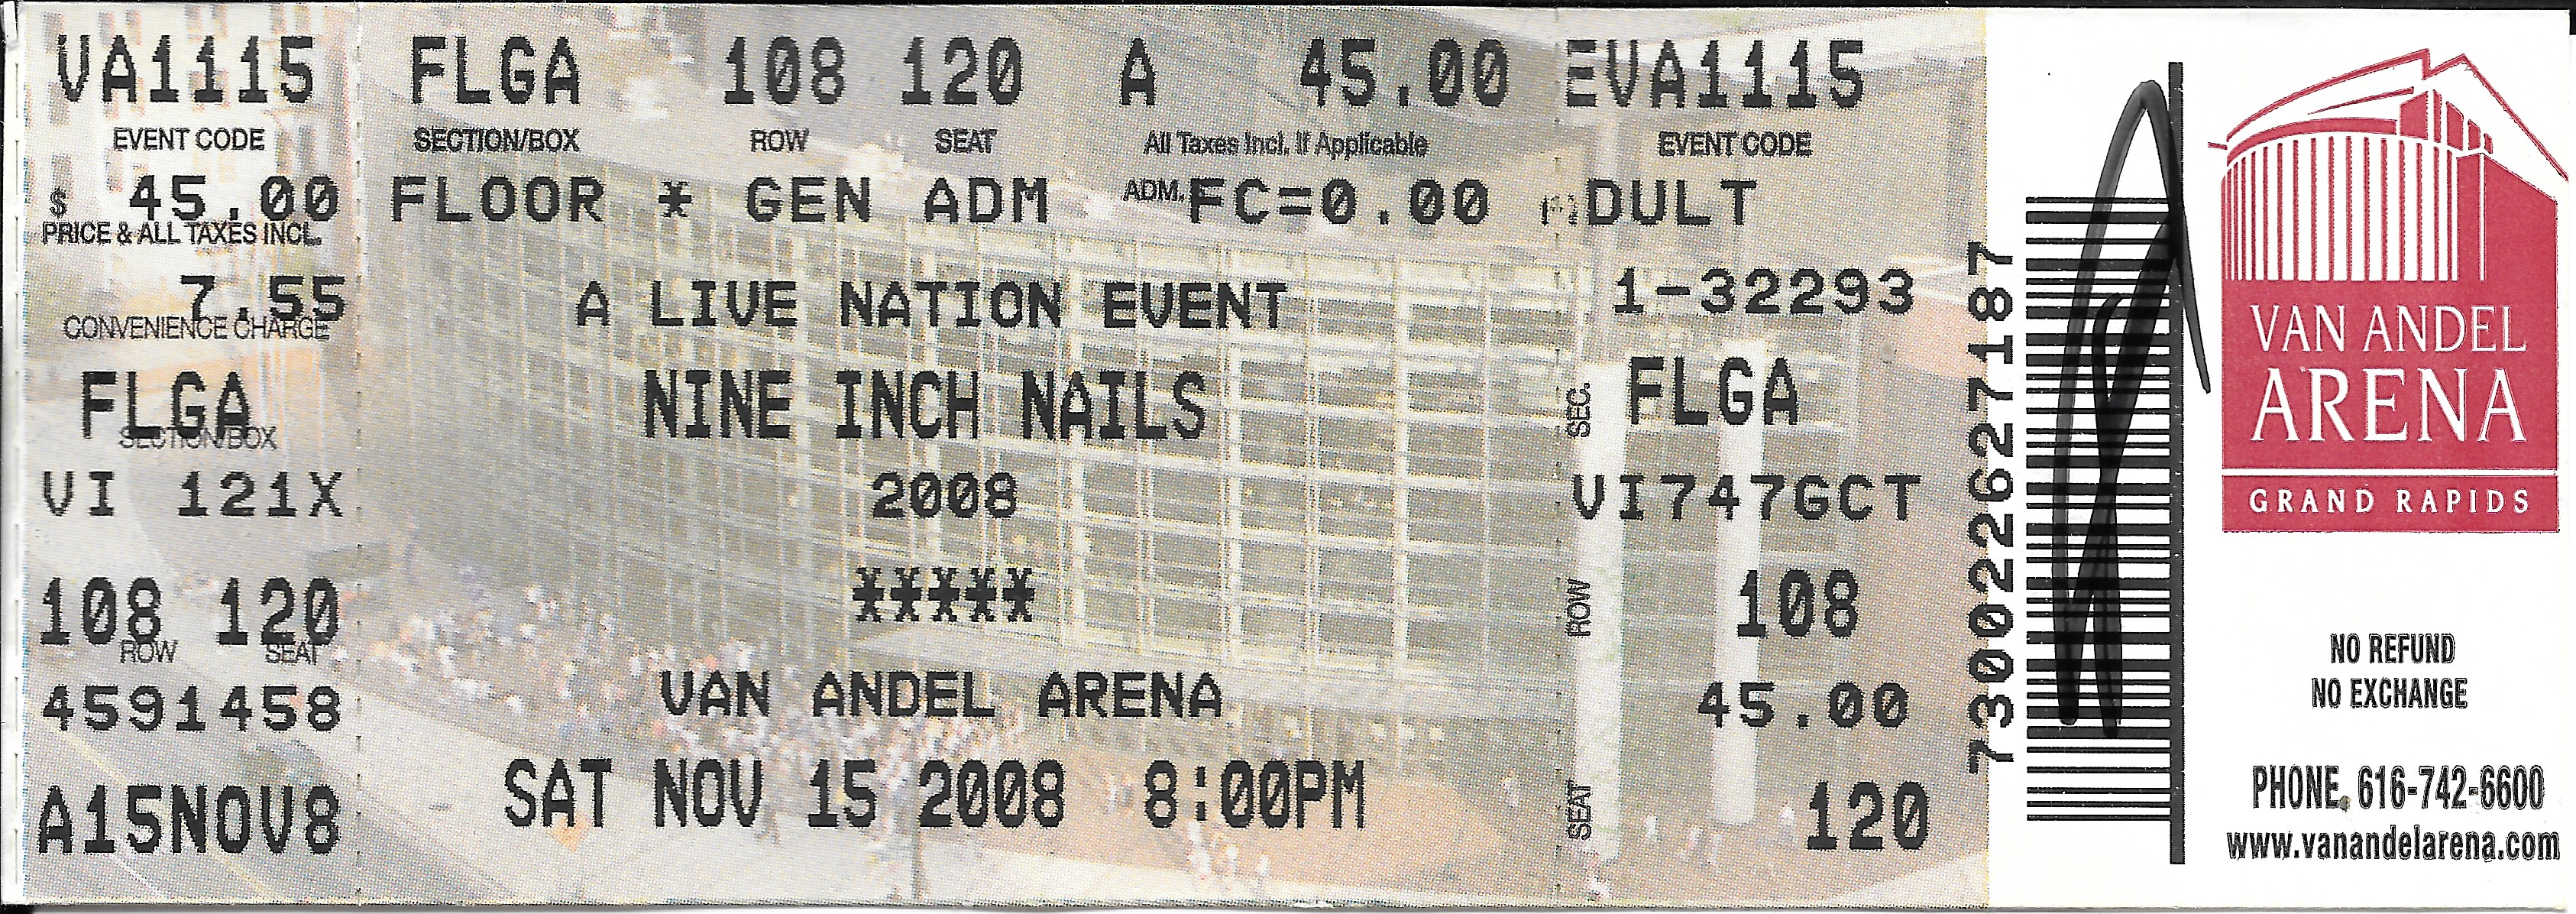 VA1115 FLGA 108 120 A 45.00 EVA1115
EVENT CODE SECTION/BOX ROW SEAT All Taxes Incl. If Applicable EVENT CODE
$ 45.00 FLOOR * GEN ADM ADM. FC=0.00 ADULT
PRICE & ALL TAXES INCL.
7.55 A LIVE NATION EVENT 1-32293
CONVENIENCE CHARGE
FLGA NINE INCH NAILS SEC. FLGA
SECTION/BOX
VI 121X 2008 VI747GCT
108 120 ***** ROW 108
ROW SEAT
4591458 VAN ANDEL ARENA 45.00
A15NOV8 SAT NOV 15 2008 8:00PM SEAT 120
730022627187
VAN ANDEL
ARENA
GRAND RAPIDS
NO REFUND
NO EXCHANGE
PHONE. 616-742-6600
www.vanandelarena.com